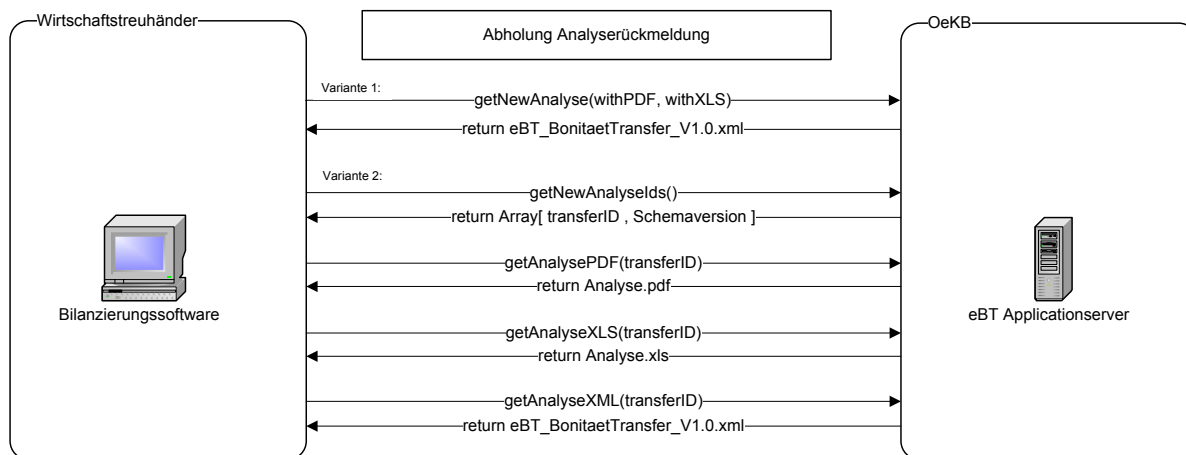 Wirtschaftstreuhänder
Abholung Analyserückmeldung
OeKB
Variante 1:
getNewAnalyse(withPDF, withXLS)
return eBT_BonitaetTransfer_V1.0.xml
Variante 2:
getNewAnalyseIds()
return Array[ transferID , Schemaversion ]
getAnalysePDF(transferID)
return Analyse.pdf
Bilanzierungssoftware
eBT Applicationserver
getAnalyseXLS(transferID)
return Analyse.xls
getAnalyseXML(transferID)
return eBT_BonitaetTransfer_V1.0.xml